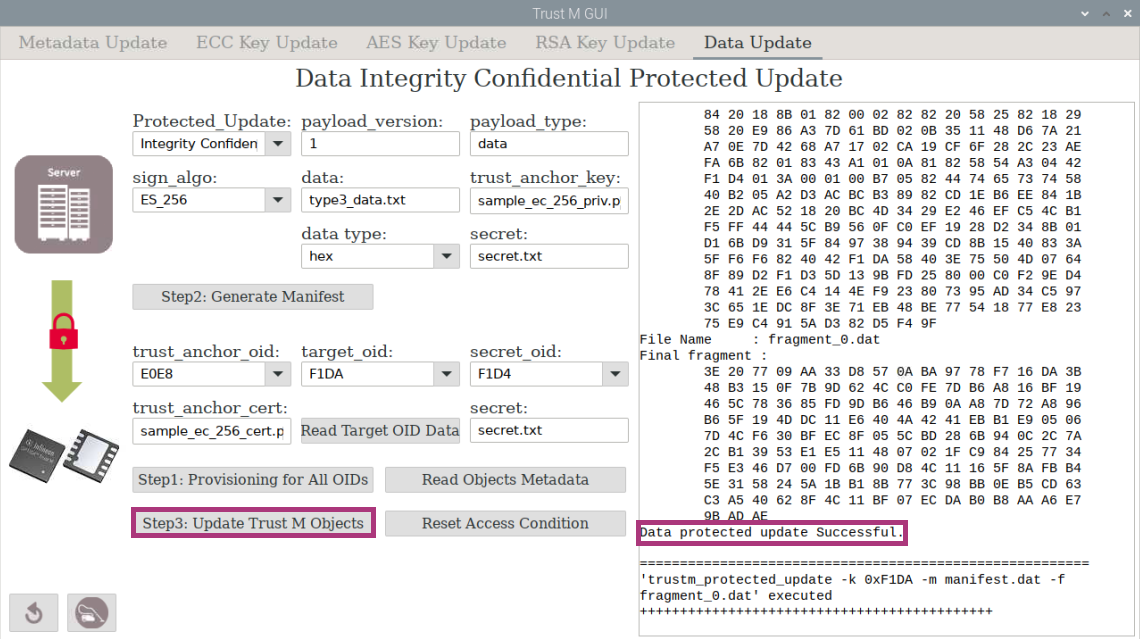 Trust M GUI
Metadata Update ECC Key Update AES Key Update RSA Key Update Data Update
Data Integrity Confidential Protected Update
Protected_Update: payload_version: payload_type:
Integrity Confiden 1 data
sign_algo: data: trust_anchor_key:
ES_256 type3_data.txt sample_ec_256_priv.p
data type: secret:
hex secret.txt
Step2: Generate Manifest
Server
trust_anchor_oid: target_oid: secret_oid:
E0E8 F1DA F1D4
trust_anchor_cert: secret:
sample_ec_256_cert.p Read Target OID Data secret.txt
Step1: Provisioning for All OIDs Read Objects Metadata
Step3: Update Trust M Objects Reset Access Condition
84 20 18 8B 01 82 00 02 82 82 20 58 25 82 18 29
58 20 E9 86 A3 7D 61 BD 02 0B 35 11 48 D6 7A 21
A7 0E 7D 42 68 A7 17 02 CA 19 CF 6F 28 2C 23 AE
FA 6B 82 01 83 43 A1 01 0A 81 82 58 54 A3 04 42
F1 D4 01 3A 00 01 00 B7 05 82 44 74 65 73 74 58
40 B2 05 A2 D3 AC BC B3 89 82 CD 1E B6 EE 84 1B
2E 2D AC 52 18 20 BC 4D 34 29 E2 46 EF C5 4C B1
F5 FF 44 44 5C B9 56 0F C0 EF 19 28 D2 34 8B 01
D1 6B D9 31 5F 84 97 38 94 39 CD 8B 15 40 83 3A
5F F6 F6 82 40 42 F1 DA 58 40 3E 75 50 4D 07 64
8F 89 D2 F1 D3 5D 13 9B FD 25 80 00 C0 F2 9E D4
78 41 2E E6 C4 14 4E F9 23 80 73 95 AD 34 C5 97
3C 65 1E DC 8F 3E 71 EB 48 BE 77 54 18 77 E8 23
75 E9 C4 91 5A D3 82 D5 F4 9F
File Name : fragment_0.dat
Final fragment :
3E 20 77 09 AA 33 D8 57 0A BA 97 78 F7 16 DA 3B
48 B3 15 0F 7B 9D 62 4C C0 FE 7D B6 A8 16 BF 19
46 5C 78 36 85 FD 9D B6 46 B9 0A A8 7D 72 A8 96
B6 5F 19 4D DC 11 E6 40 4A 42 41 EB B1 E9 05 06
7D 4C F6 30 BF EC 8F 05 5C BD 28 6B 94 0C 2C 7A
2C B1 39 53 E1 E5 11 48 07 02 1F C9 84 25 77 34
F5 E3 46 D7 00 FD 6B 90 D8 4C 11 16 5F 8A FB B4
5E 31 58 24 5A 1B B1 8B 77 3C 98 BB 0E B5 CD 63
C3 A5 40 62 8F 4C 11 BF 07 EC DA B0 B8 AA A6 E7
9B AD AE
Data protected update Successful.
========================================================
'trustm_protected_update -k 0xF1DA -m manifest.dat -f
fragment_0.dat' executed
++++++++++++++++++++++++++++++++++++++++++++